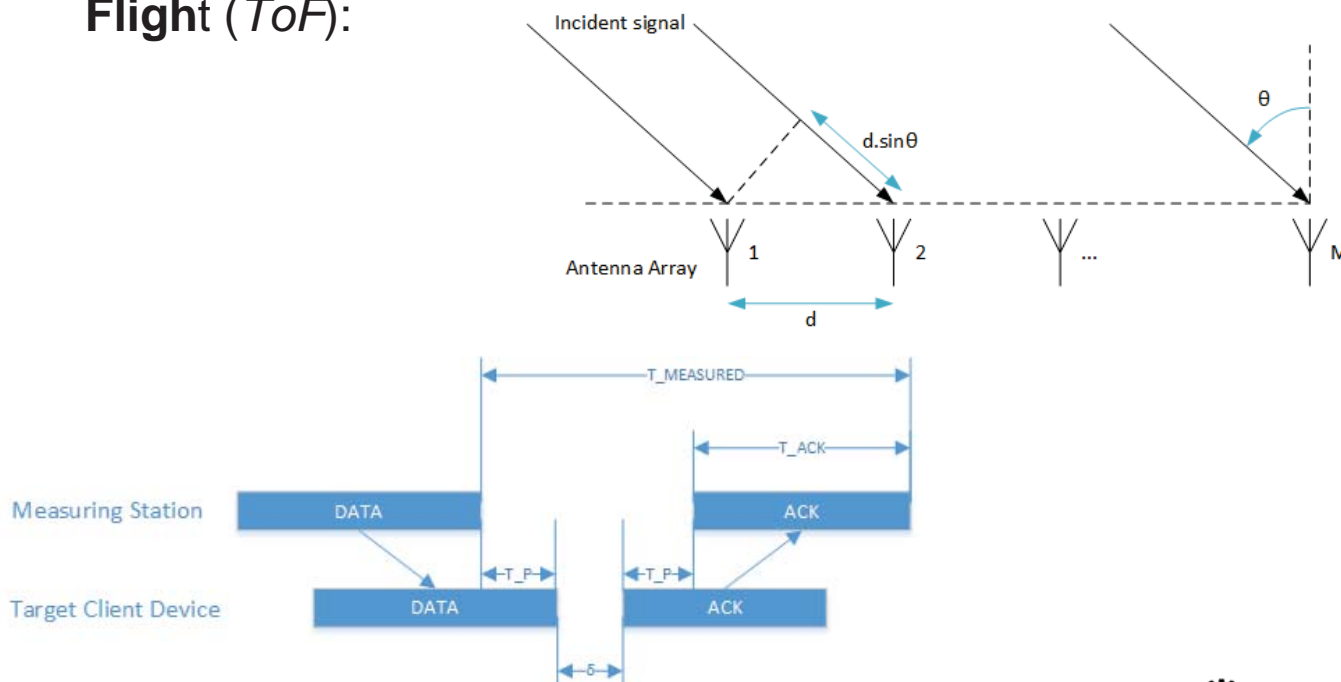 Flight (ToF):
Incident signal
θ
d.sinθ
1
2
...
M
Antenna Array
d
T_MEASURED
T_ACK
Measuring Station
DATA
ACK
T_P
T_P
Target Client Device
DATA
ACK
δ